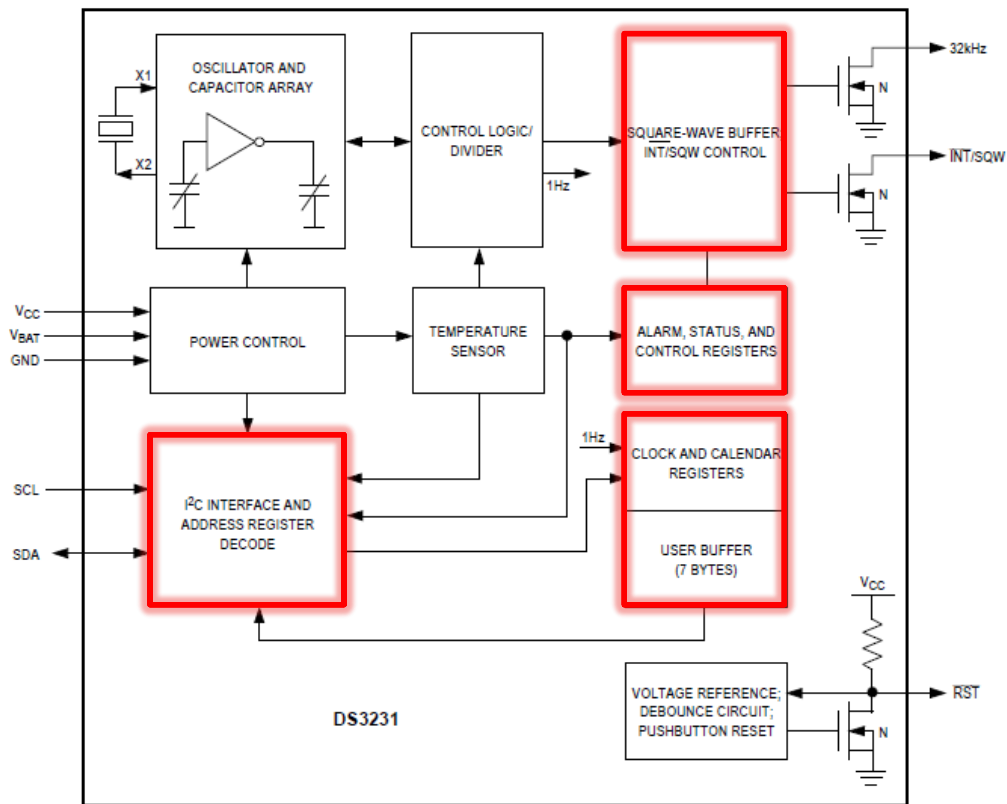 OSCILLATOR AND
CAPACITOR ARRAY
X1
X2
CONTROL LOGIC/
DIVIDER
1Hz
SQUARE-WAVE BUFFER;
INT/SQW CONTROL
N
32kHz
N
INT/SQW
VCC
VBAT
GND
POWER CONTROL
TEMPERATURE
SENSOR
ALARM, STATUS, AND
CONTROL REGISTERS
SCL
SDA
I2C INTERFACE AND
ADDRESS REGISTER
DECODE
1Hz
CLOCK AND CALENDAR
REGISTERS
USER BUFFER
(7 BYTES)
VCC
VOLTAGE REFERENCE;
DEBOUNCE CIRCUIT;
PUSHBUTTON RESET
N
RST
DS3231